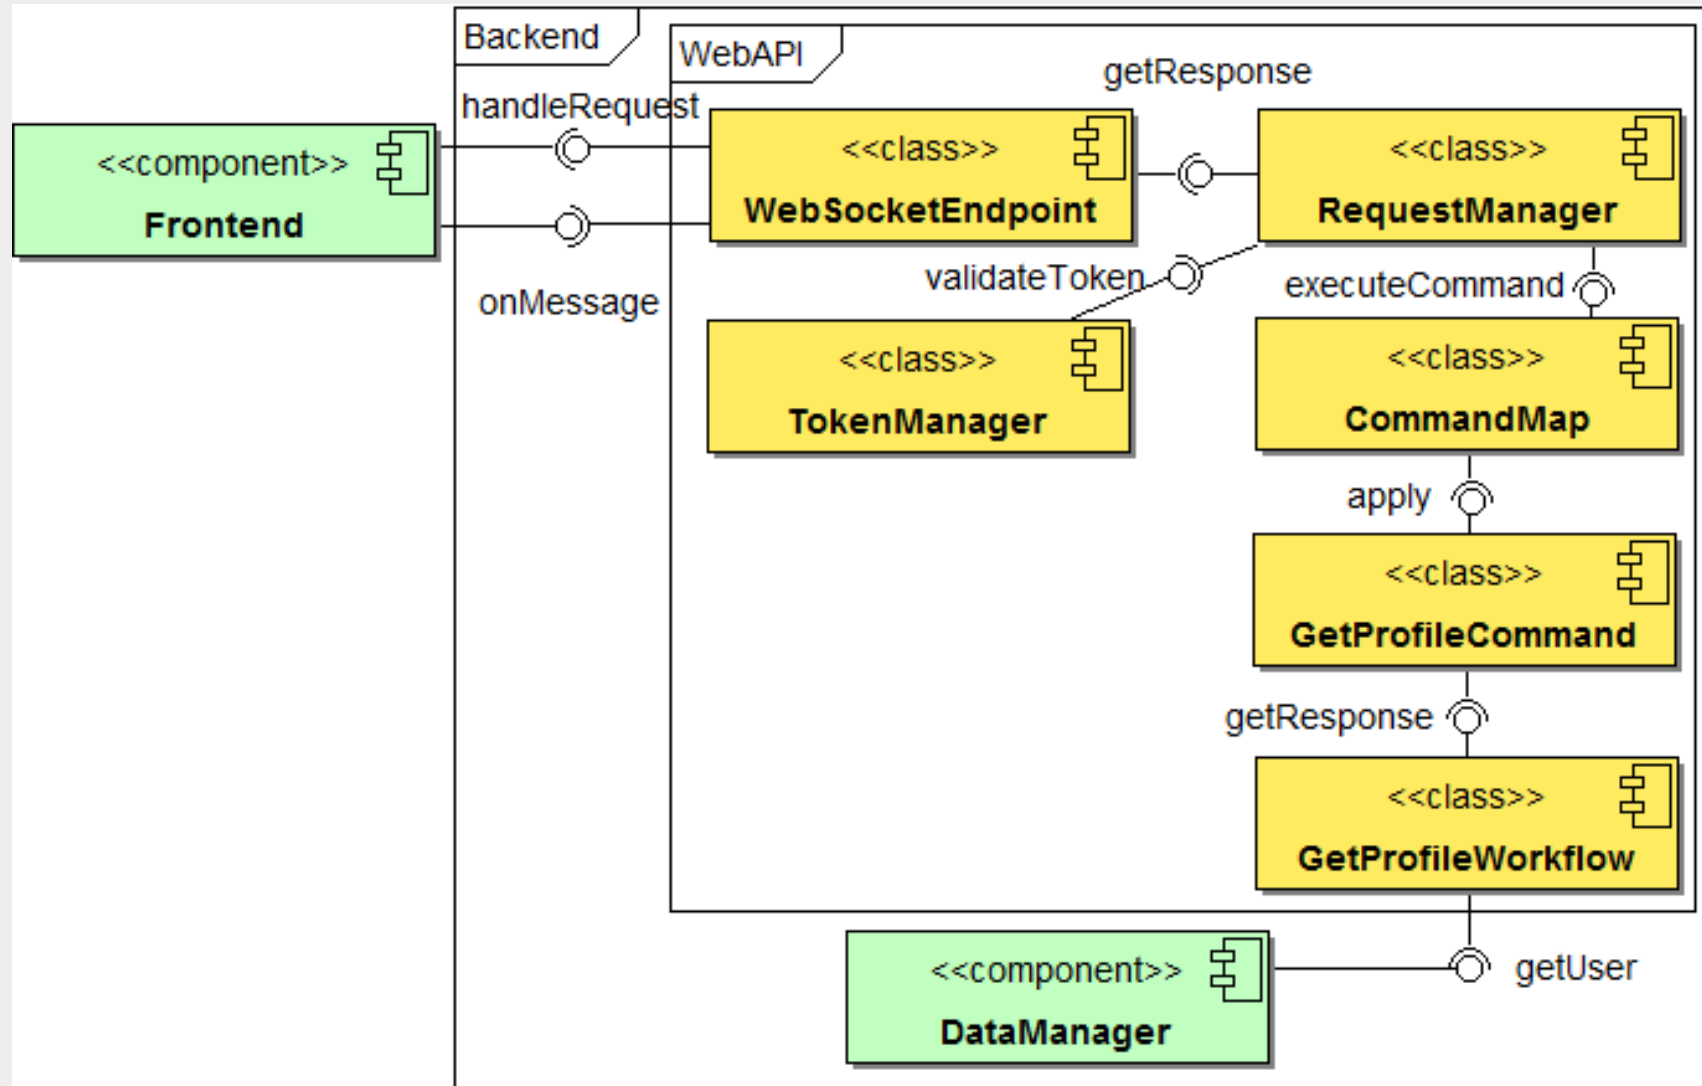 Backend
WebAPI
getResponse
handleRequest
<<component>>
Frontend
<<class>>
WebSocketEndpoint
<<class>>
RequestManager
onMessage
validateToken
executeCommand
<<class>>
TokenManager
<<class>>
CommandMap
apply
<<class>>
GetProfileCommand
getResponse
<<class>>
GetProfileWorkflow
<<component>>
DataManager
getUser